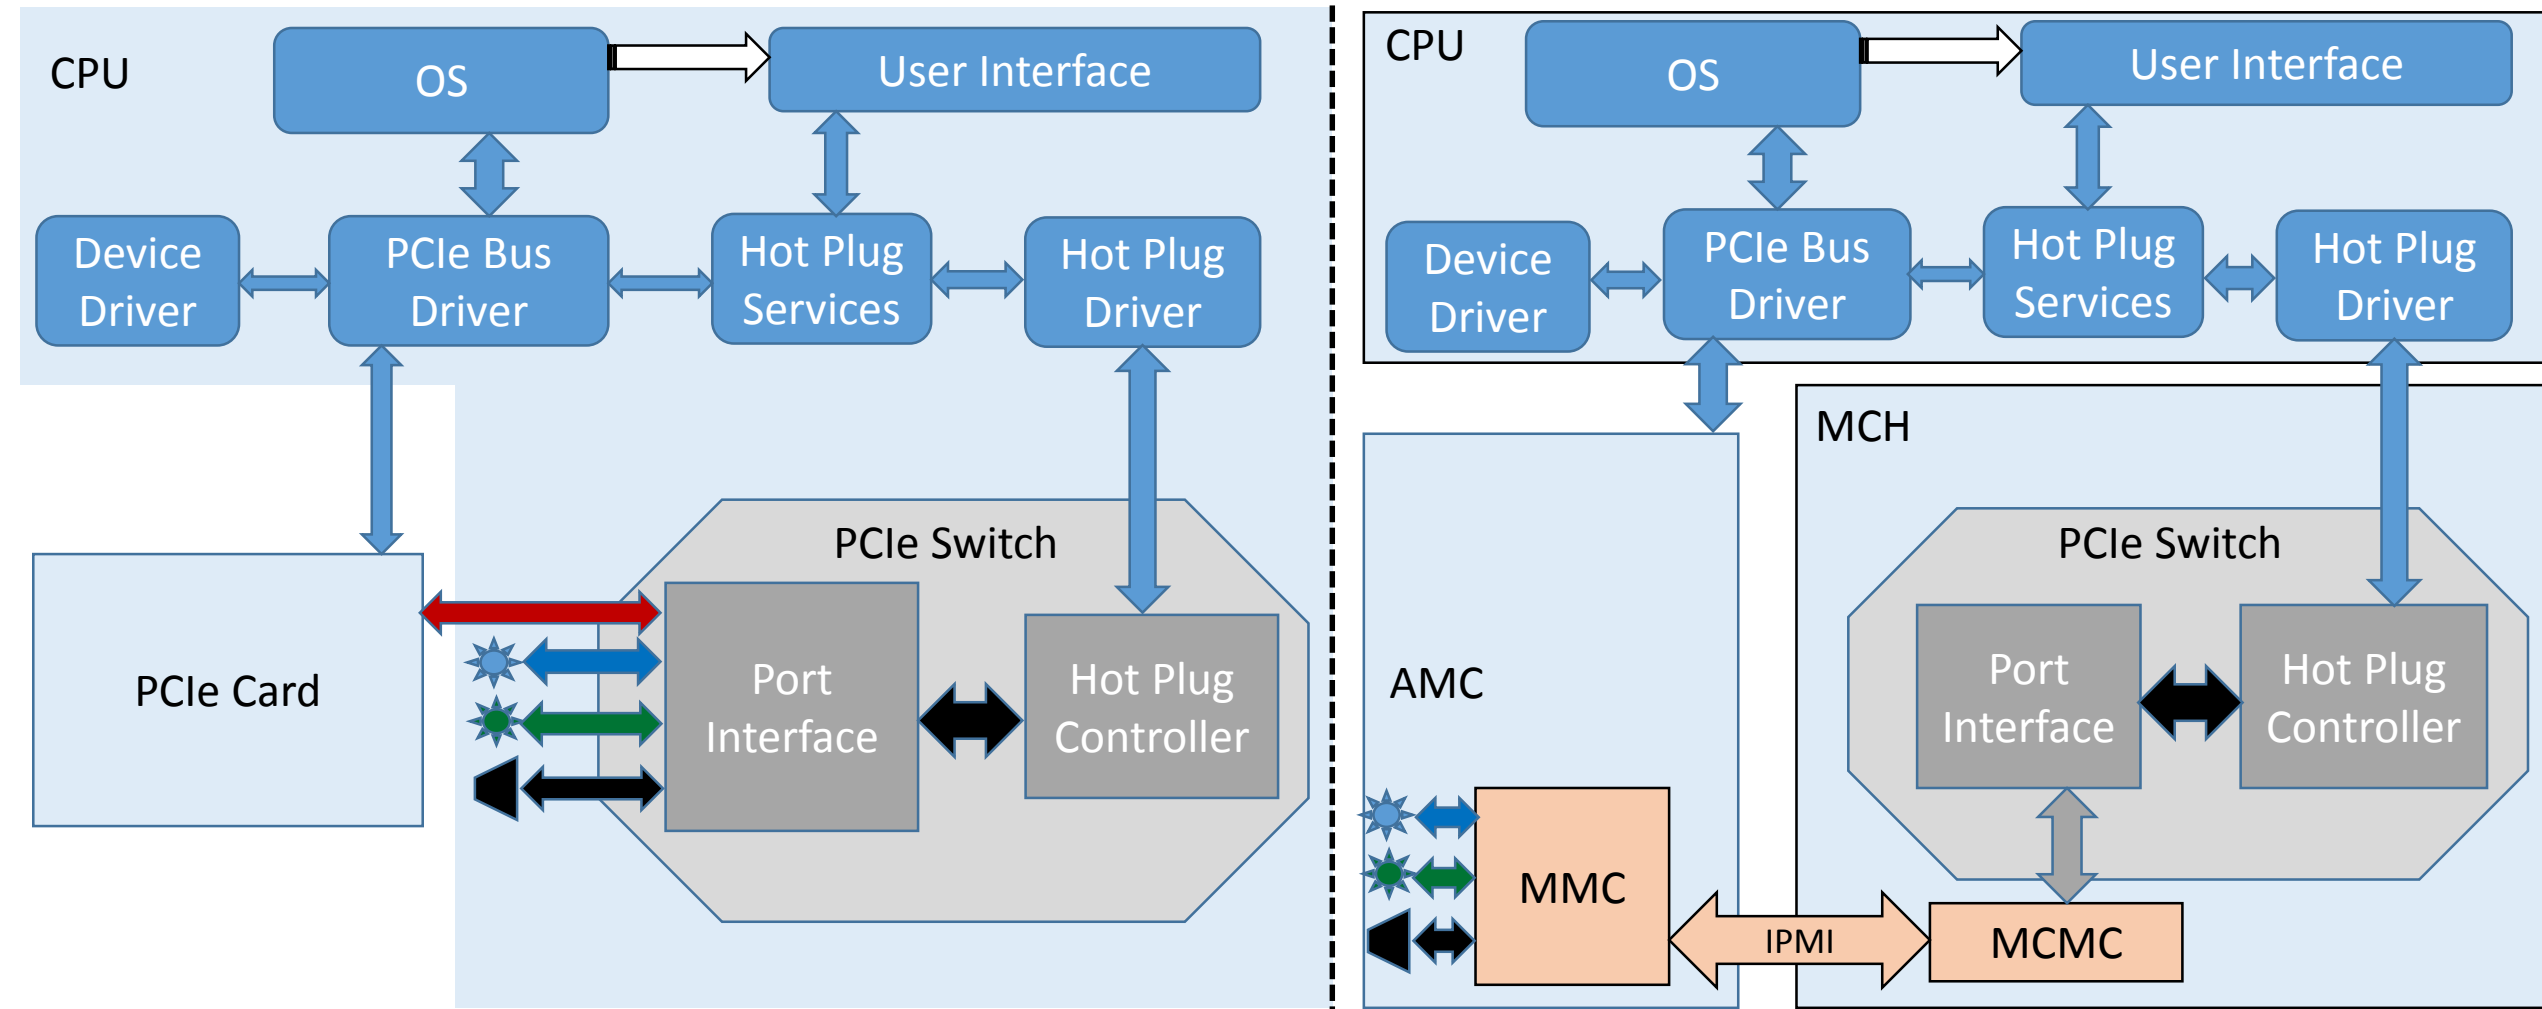 CPU
OS
User Interface
Device
Driver
PCIe Bus
Driver
Hot Plug
Services
Hot Plug
Driver
PCIe Card
PCIe Switch
Port
Interface
Hot Plug
Controller
CPU
OS
User Interface
Device
Driver
PCIe Bus
Driver
Hot Plug
Services
Hot Plug
Driver
MCH
AMC
PCIe Switch
Port
Interface
Hot Plug
Controller
MMC
IPMI
MCMC